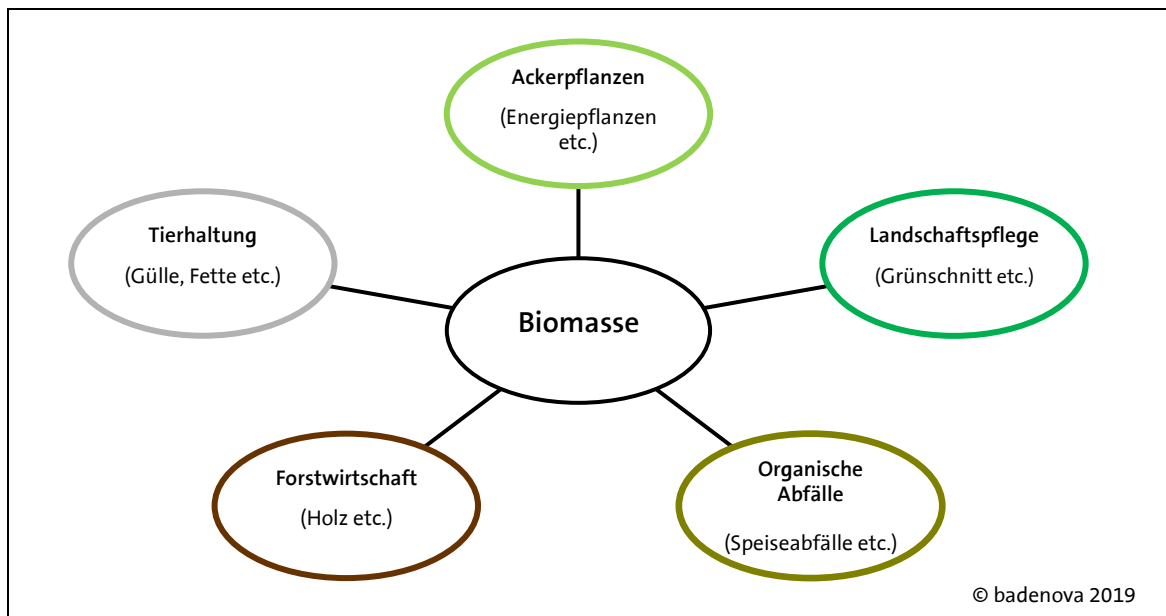 Ackerpflanzen
(Energiepflanzen
etc.)
Tierhaltung
(Gülle, Fette etc.)
Landschaftspflege
(Grünschnitt etc.)
Biomasse
Forstwirtschaft
(Holz etc.)
Organische
Abfälle
(Speiseabfälle etc.)
© badenova 2019